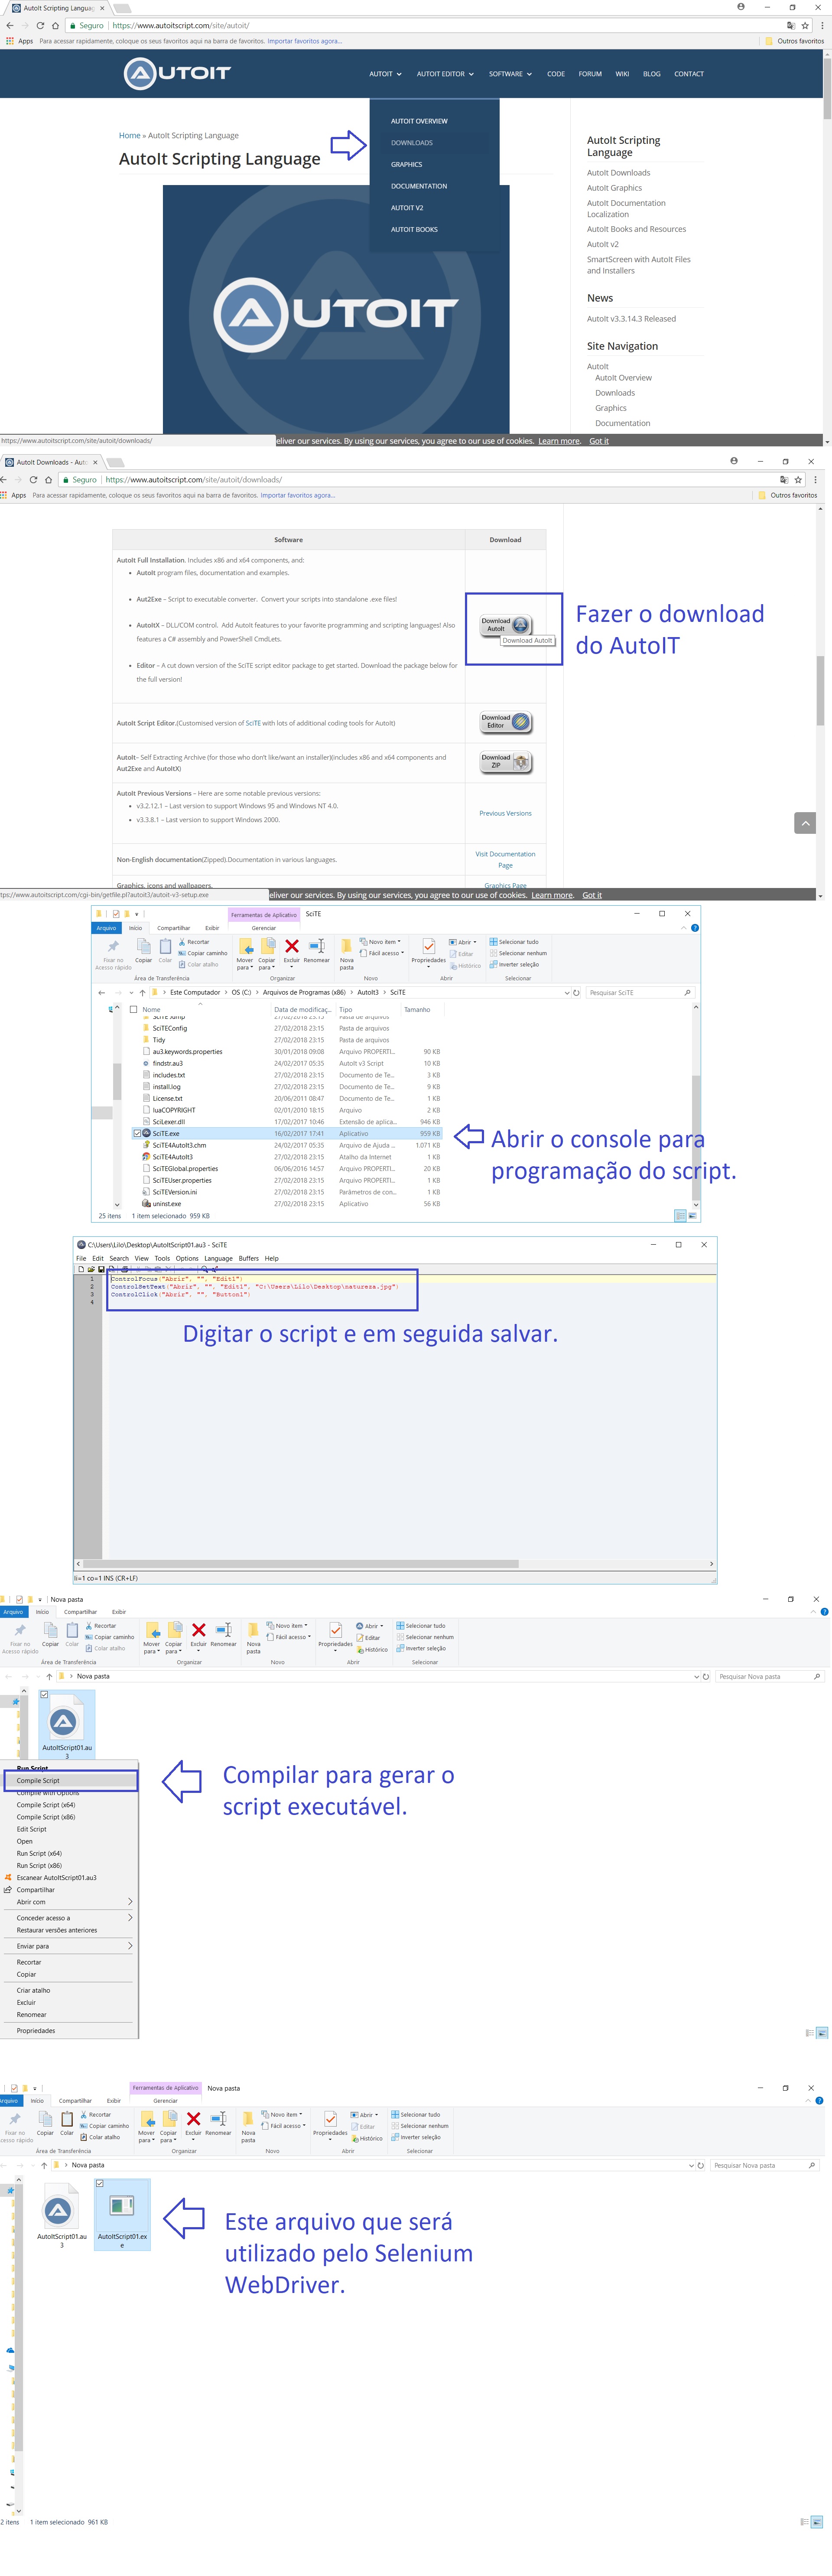 AutoIt Scripting Languag
Seguro | https://www.autoitscript.com/site/autoit/
Apps Para acessar rapidamente, coloque os seus favoritos aqui na barra de favoritos. Importar favoritos agora...
Outros favoritos
AUTOIT
AUTOIT AUTOIT EDITOR SOFTWARE CODE FORUM WIKI BLOG CONTACT
AUTOIT OVERVIEW
DOWNLOADS
GRAPHICS
DOCUMENTATION
AUTOIT V2
AUTOIT BOOKS
Home » AutoIt Scripting Language
AutoIt Scripting Language
AUTOIT
AutoIt Scripting
Language
AutoIt Downloads
AutoIt Graphics
AutoIt Documentation
Localization
AutoIt Books and Resources
AutoIt v2
SmartScreen with AutoIt Files
and Installers
News
AutoIt v3.3.14.3 Released
Site Navigation
AutoIt
AutoIt Overview
Downloads
Graphics
Documentation
https://www.autoitscript.com/site/autoit/downloads/
eliver our services. By using our services, you agree to our use of cookies. Learn more. Got it
AutoIt Downloads - Auto
Seguro | https://www.autoitscript.com/site/autoit/downloads/
Apps Para acessar rapidamente, coloque os seus favoritos aqui na barra de favoritos. Importar favoritos agora...
Outros favoritos
Software Download
AutoIt Full Installation. Includes x86 and x64 components, and:
• AutoIt program files, documentation and examples.
• Aut2Exe – Script to executable converter. Convert your scripts into standalone .exe files!
• AutoItX – DLL/COM control. Add AutoIt features to your favorite programming and scripting languages! Also
features a C# assembly and PowerShell CmdLets.
• Editor – A cut down version of the SciTE script editor package to get started. Download the package below for
the full version!
Download
AutoIt
Download AutoIt
Fazer o download
do AutoIT
AutoIt Script Editor.(Customised version of SciTE with lots of additional coding tools for AutoIt)
Download
Editor
AutoIt– Self Extracting Archive (for those who don't like/want an installer)(includes x86 and x64 components and
Aut2Exe and AutoItX)
Download
ZIP
AutoIt Previous Versions – Here are some notable previous versions:
• v3.2.12.1 – Last version to support Windows 95 and Windows NT 4.0.
• v3.3.8.1 – Last version to support Windows 2000.
Previous Versions
Non-English documentation(Zipped).Documentation in various languages.
Visit Documentation
Page
Graphics, icons and wallpapers.
Graphics Page
tps://www.autoitscript.com/cgi-bin/getfile.pl?autoit3/autoit-v3-setup.exe
eliver our services. By using our services, you agree to our use of cookies. Learn more. Got it
Ferramentas de Aplicativo SciTE
Arquivo Início Compartilhar Exibir Gerenciar
Fixar no
Acesso rápido
Copiar
Colar
Recortar
Copiar caminho
Colar atalho
Mover
para
Copiar
para
Excluir
Renomear
Nova
pasta
Novo item
Fácil acesso
Propriedades
Abrir
Editar
Histórico
Selecionar tudo
Selecionar nenhum
Inverter seleção
Área de Transferência Organizar Novo Abrir Selecionar
Este Computador > OS (C:) > Arquivos de Programas (x86) > AutoIt3 > SciTE
Pesquisar SciTE
Nome Data de modificaç... Tipo Tamanho
SciTEConfig 27/02/2018 23:15 Pasta de arquivos
Tidy 27/02/2018 23:15 Pasta de arquivos
au3.keywords.properties 30/01/2018 09:08 Arquivo PROPERTI... 90 KB
findstr.au3 24/02/2017 05:35 AutoIt v3 Script 10 KB
includes.txt 27/02/2018 23:15 Documento de Te... 3 KB
install.log 27/02/2018 23:15 Documento de Te... 9 KB
License.txt 20/06/2011 08:47 Documento de Te... 1 KB
luaCOPYRIGHT 02/01/2010 18:15 Arquivo 2 KB
SciLexer.dll 17/02/2017 10:46 Extensão de aplica... 946 KB
SciTE.exe 16/02/2017 17:41 Aplicativo 959 KB
SciTE4AutoIt3.chm 24/02/2017 05:35 Arquivo de Ajuda ... 1.071 KB
SciTE4AutoIt3 27/02/2018 23:15 Atalho da Internet 1 KB
SciTEGlobal.properties 06/06/2016 14:57 Arquivo PROPERTI... 20 KB
SciTEUser.properties 27/02/2018 23:15 Arquivo PROPERTI... 1 KB
SciTEVersion.ini 27/02/2018 23:15 Parâmetros de con... 1 KB
uninst.exe 27/02/2018 23:15 Aplicativo 56 KB
25 itens 1 item selecionado 959 KB
Abrir o console para
programação do script.
C:\Users\Lilo\Desktop\AutoItScript01.au3 - SciTE
File Edit Search View Tools Options Language Buffers Help
1 ControlFocus("Abrir", "", "Edit1")
2 ControlSetText("Abrir", "", "Edit1", "C:\Users\Lilo\Desktop\natureza.jpg")
3 ControlClick("Abrir", "", "Button1")
4
Digitar o script e em seguida salvar.
li=1 co=1 INS (CR+LF)
Nova pasta
Arquivo Início Compartilhar Exibir
Fixar no
Acesso rápido
Copiar
Colar
Recortar
Copiar caminho
Colar atalho
Mover
para
Copiar
para
Excluir
Renomear
Nova
pasta
Novo item
Fácil acesso
Propriedades
Abrir
Editar
Histórico
Selecionar tudo
Selecionar nenhum
Inverter seleção
Área de Transferência Organizar Novo Abrir Selecionar
Nova pasta
Pesquisar Nova pasta
AutoItScript01.au
3
Run Script
Compile Script
Compile with Options
Compile Script (x64)
Compile Script (x86)
Edit Script
Open
Run Script (x64)
Run Script (x86)
Escanear AutoItScript01.au3
Compartilhar
Abrir com
Conceder acesso a
Restaurar versões anteriores
Enviar para
Recortar
Copiar
Criar atalho
Excluir
Renomear
Propriedades
Compilar para gerar o
script executável.
Ferramentas de Aplicativo Nova pasta
Arquivo Início Compartilhar Exibir Gerenciar
Fixar no
cesso rápido
Copiar
Colar
Recortar
Copiar caminho
Colar atalho
Mover
para
Copiar
para
Excluir
Renomear
Nova
pasta
Novo item
Fácil acesso
Propriedades
Abrir
Editar
Histórico
Selecionar tudo
Selecionar nenhum
Inverter seleção
Área de Transferência Organizar Novo Abrir Selecionar
Nova pasta
Pesquisar Nova pasta
AutoItScript01.au
3
AutoItScript01.ex
e
Este arquivo que será
utilizado pelo Selenium
WebDriver.
2 itens 1 item selecionado 961 KB